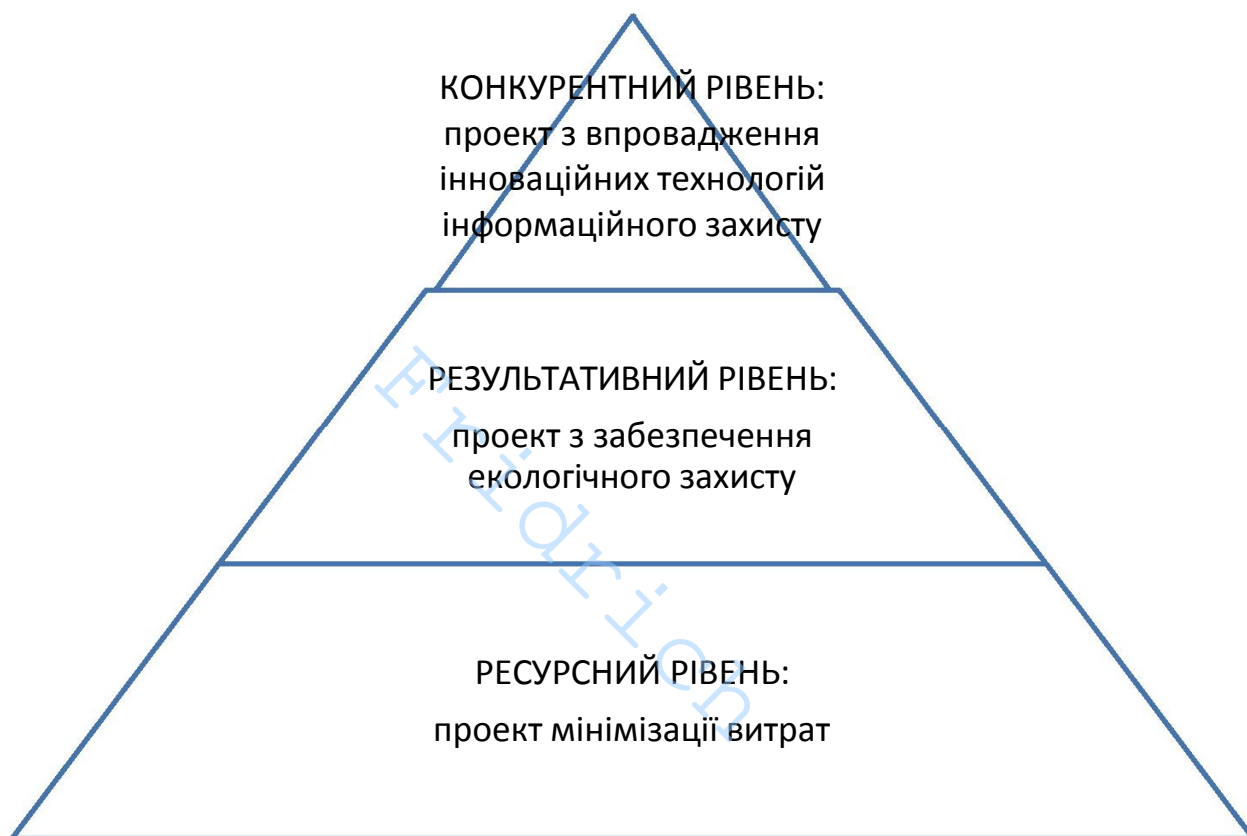 КОНКУРЕНТНИЙ РІВЕНЬ:
проект з впровадження
інноваційних технологій
інформаційного захисту
РЕЗУЛЬТАТИВНИЙ РІВЕНЬ:
проект з забезпечення
екологічного захисту
РЕСУРСНИЙ РІВЕНЬ:
проект мінімізації витрат
Fridrich